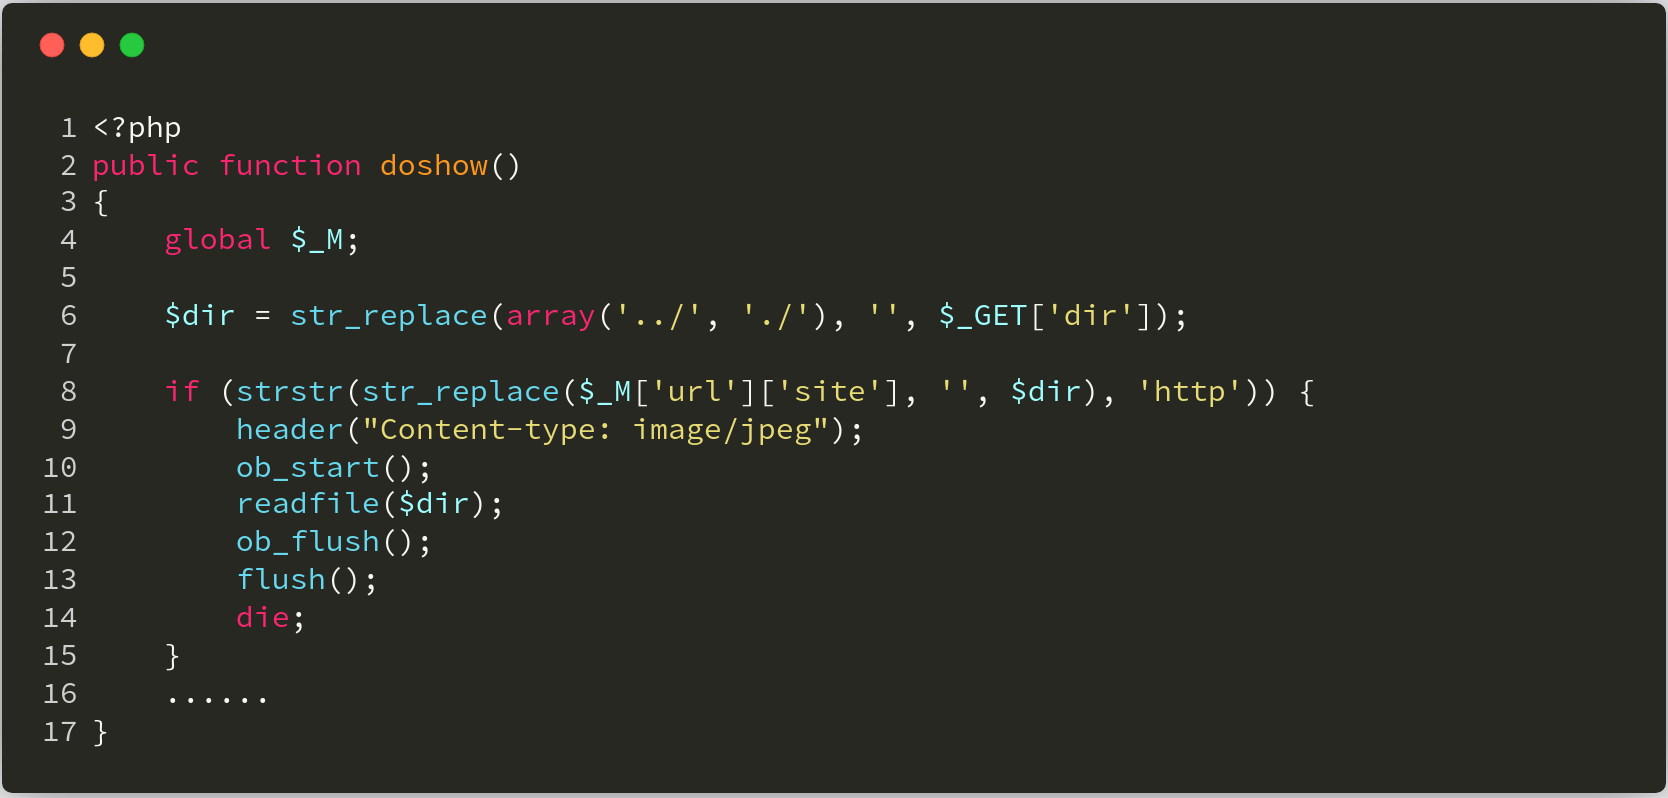 1 <?php
2 public function doshow()
3 {
4     global $_M;
5
6     $dir = str_replace(array('../', './'), '', $_GET['dir']);
7
8     if (strstr(str_replace($_M['url']['site'], '', $dir), 'http')) {
9         header("Content-type: image/jpeg");
10         ob_start();
11         readfile($dir);
12         ob_flush();
13         flush();
14         die;
15     }
16     ......
17 }